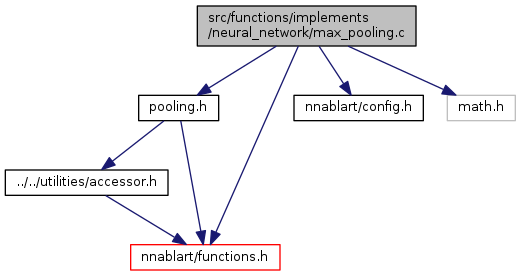 src/functions/implements
/neural_network/max_pooling.c
pooling.h
nnablart/config.h
math.h
../../utilities/accessor.h
nnablart/functions.h